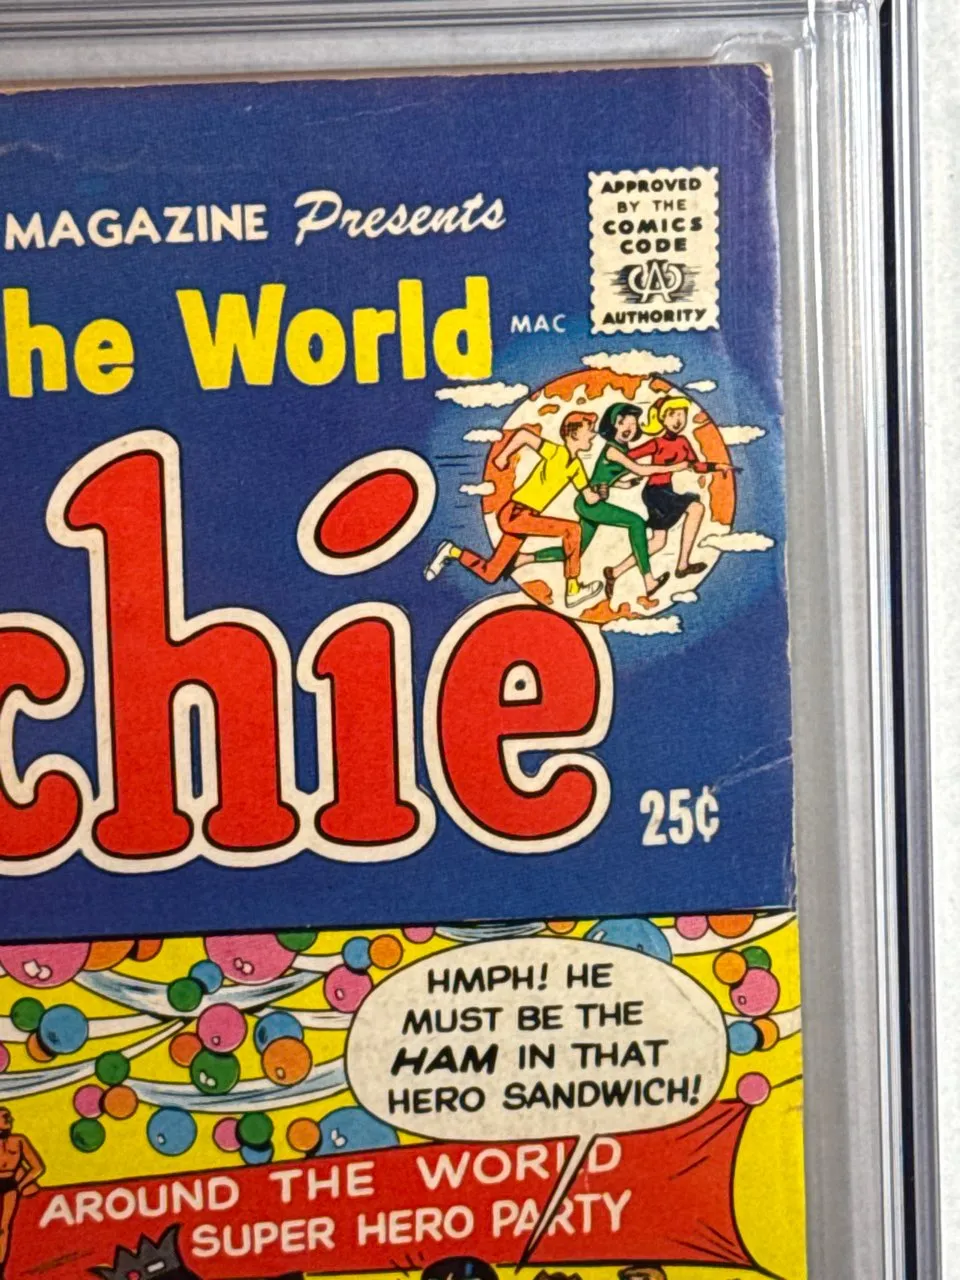 MAGAZINE Presents
APPROVED
BY THE
COMICS
CODE
CA
AUTHORITY
he World
MAC
chie
25¢
HMPH! HE
MUST BE THE
HAM IN THAT
HERO SANDWICH!
AROUND THE WORLD
SUPER HERO PARTY